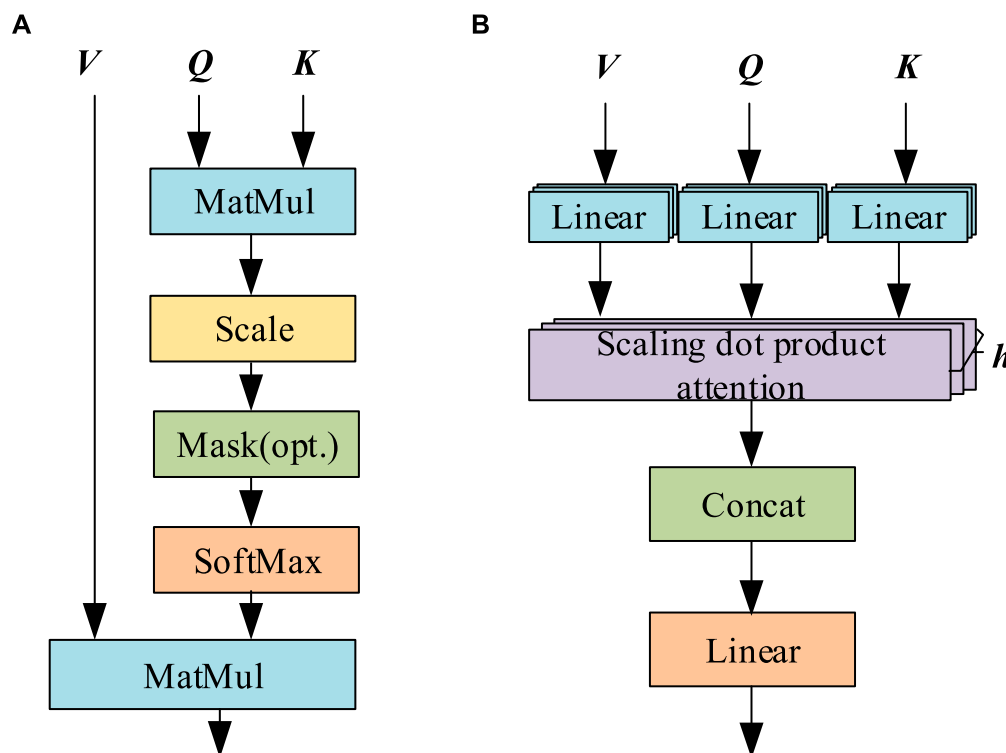 A
V Q K
MatMul
Scale
Mask(opt.)
SoftMax
MatMul
B
V Q K
Linear Linear Linear
Scaling dot product
attention
h
Concat
Linear